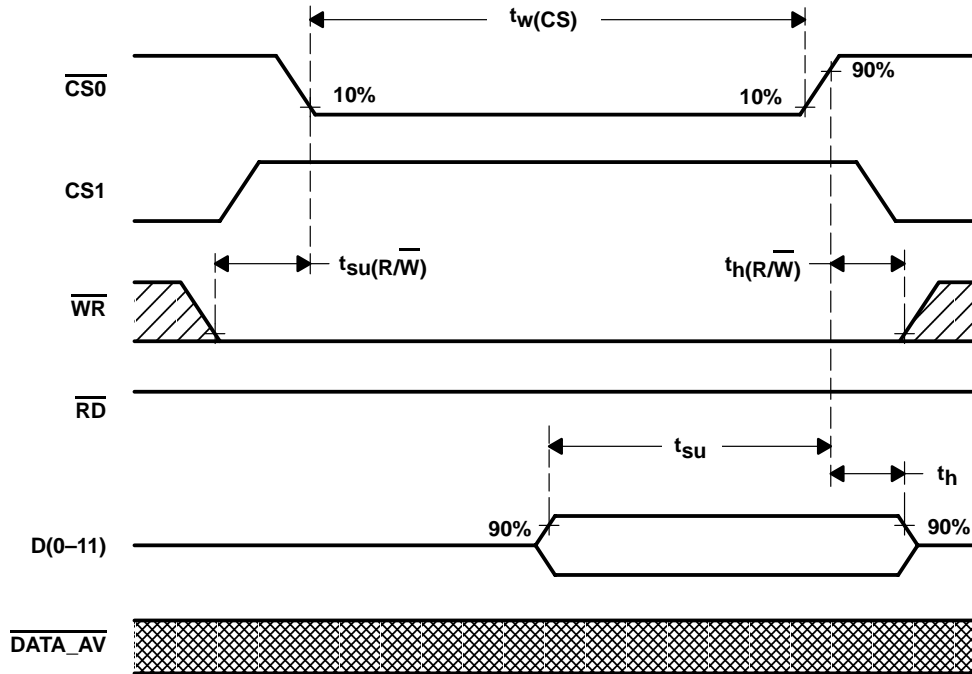 tw(CS)
CS0
10%
10%
90%
CS1
tsu(R/W)
th(R/W)
WR
RD
tsu
th
90%
90%
D(0–11)
DATA_AV